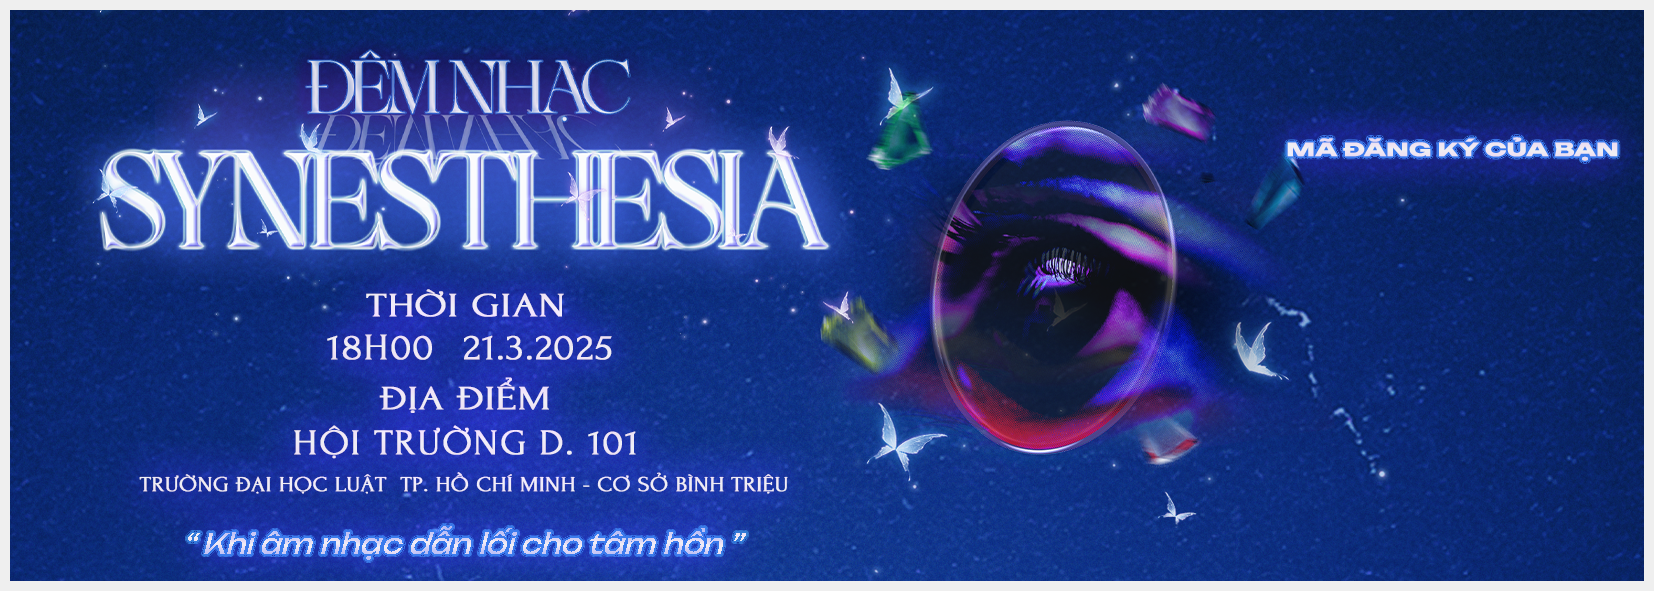 ĐÊM NHẠC
SYNESTHESIA
THỜI GIAN
18H00 21.3.2025
ĐỊA ĐIỂM
HỘI TRƯỜNG D. 101
TRƯỜNG ĐẠI HỌC LUẬT TP. HỒ CHÍ MINH - CƠ SỞ BÌNH TRIỆU
“ Khi âm nhạc dẫn lối cho tâm hồn ”
MÃ ĐĂNG KÝ CỦA BẠN